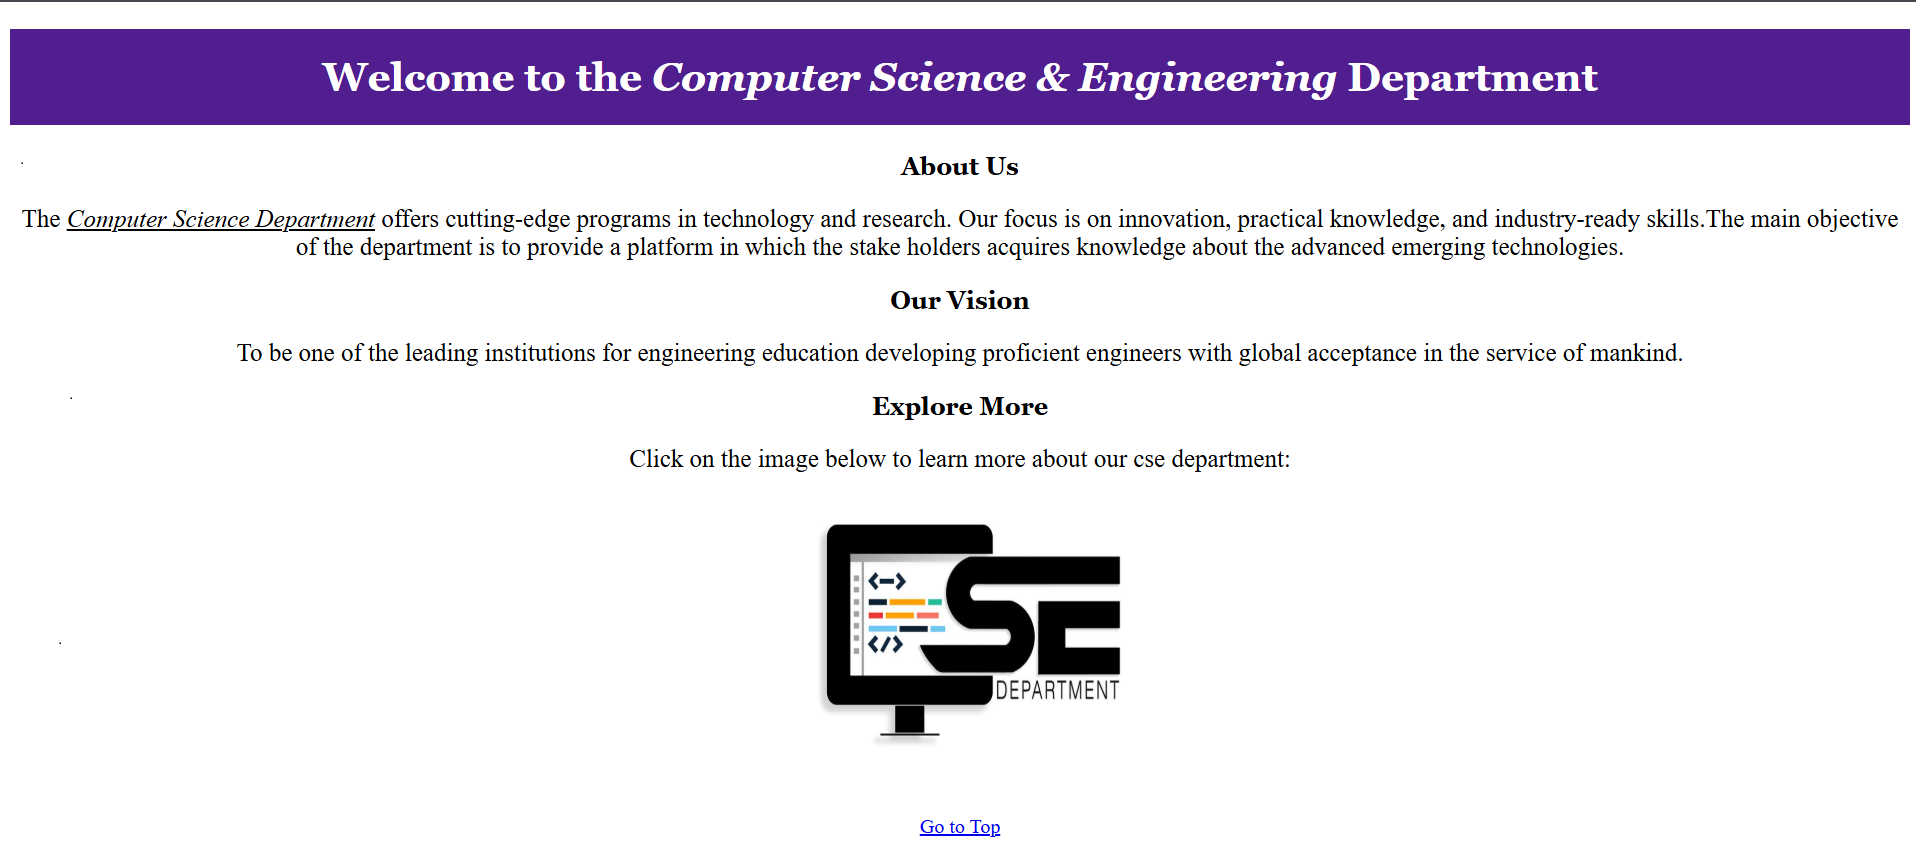 Welcome to the Computer Science & Engineering Department
About Us
The Computer Science Department offers cutting-edge programs in technology and research. Our focus is on innovation, practical knowledge, and industry-ready skills.The main objective
of the department is to provide a platform in which the stake holders acquires knowledge about the advanced emerging technologies.
Our Vision
To be one of the leading institutions for engineering education developing proficient engineers with global acceptance in the service of mankind.
Explore More
Click on the image below to learn more about our cse department:
CSE
DEPARTMENT
Go to Top